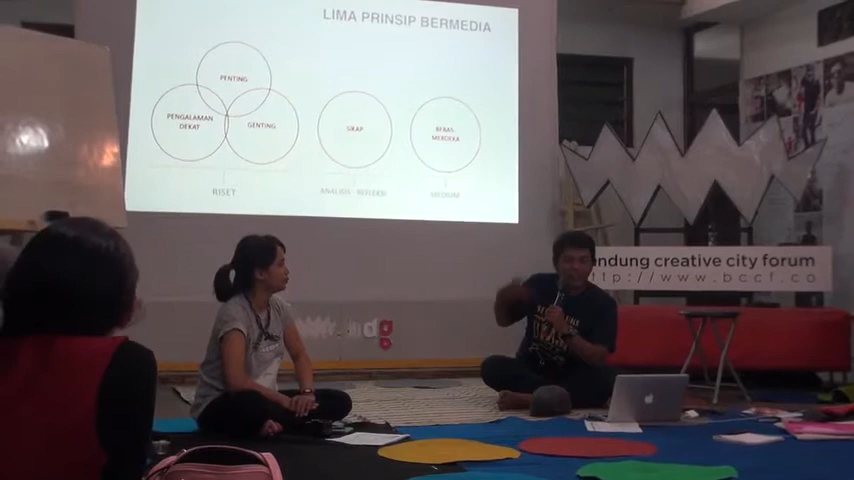 LIMA PRINSIP BERMEDIA
PENTING
PENGALAMAN
DEKAT
GENTING
SIKAP
BEBAS
MERDEKA
RISET
ANALISIS - REFLEKSI
MEDIUM
andung creative city forum
ttp://www.bccf.co